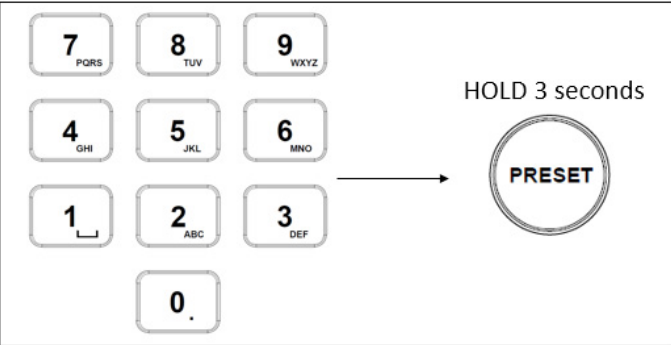 7 PQRS 8 TUV 9 WXYZ
HOLD 3 seconds
4 GHI 5 JKL 6 MNO
PRESET
1 2 ABC 3 DEF
0 .